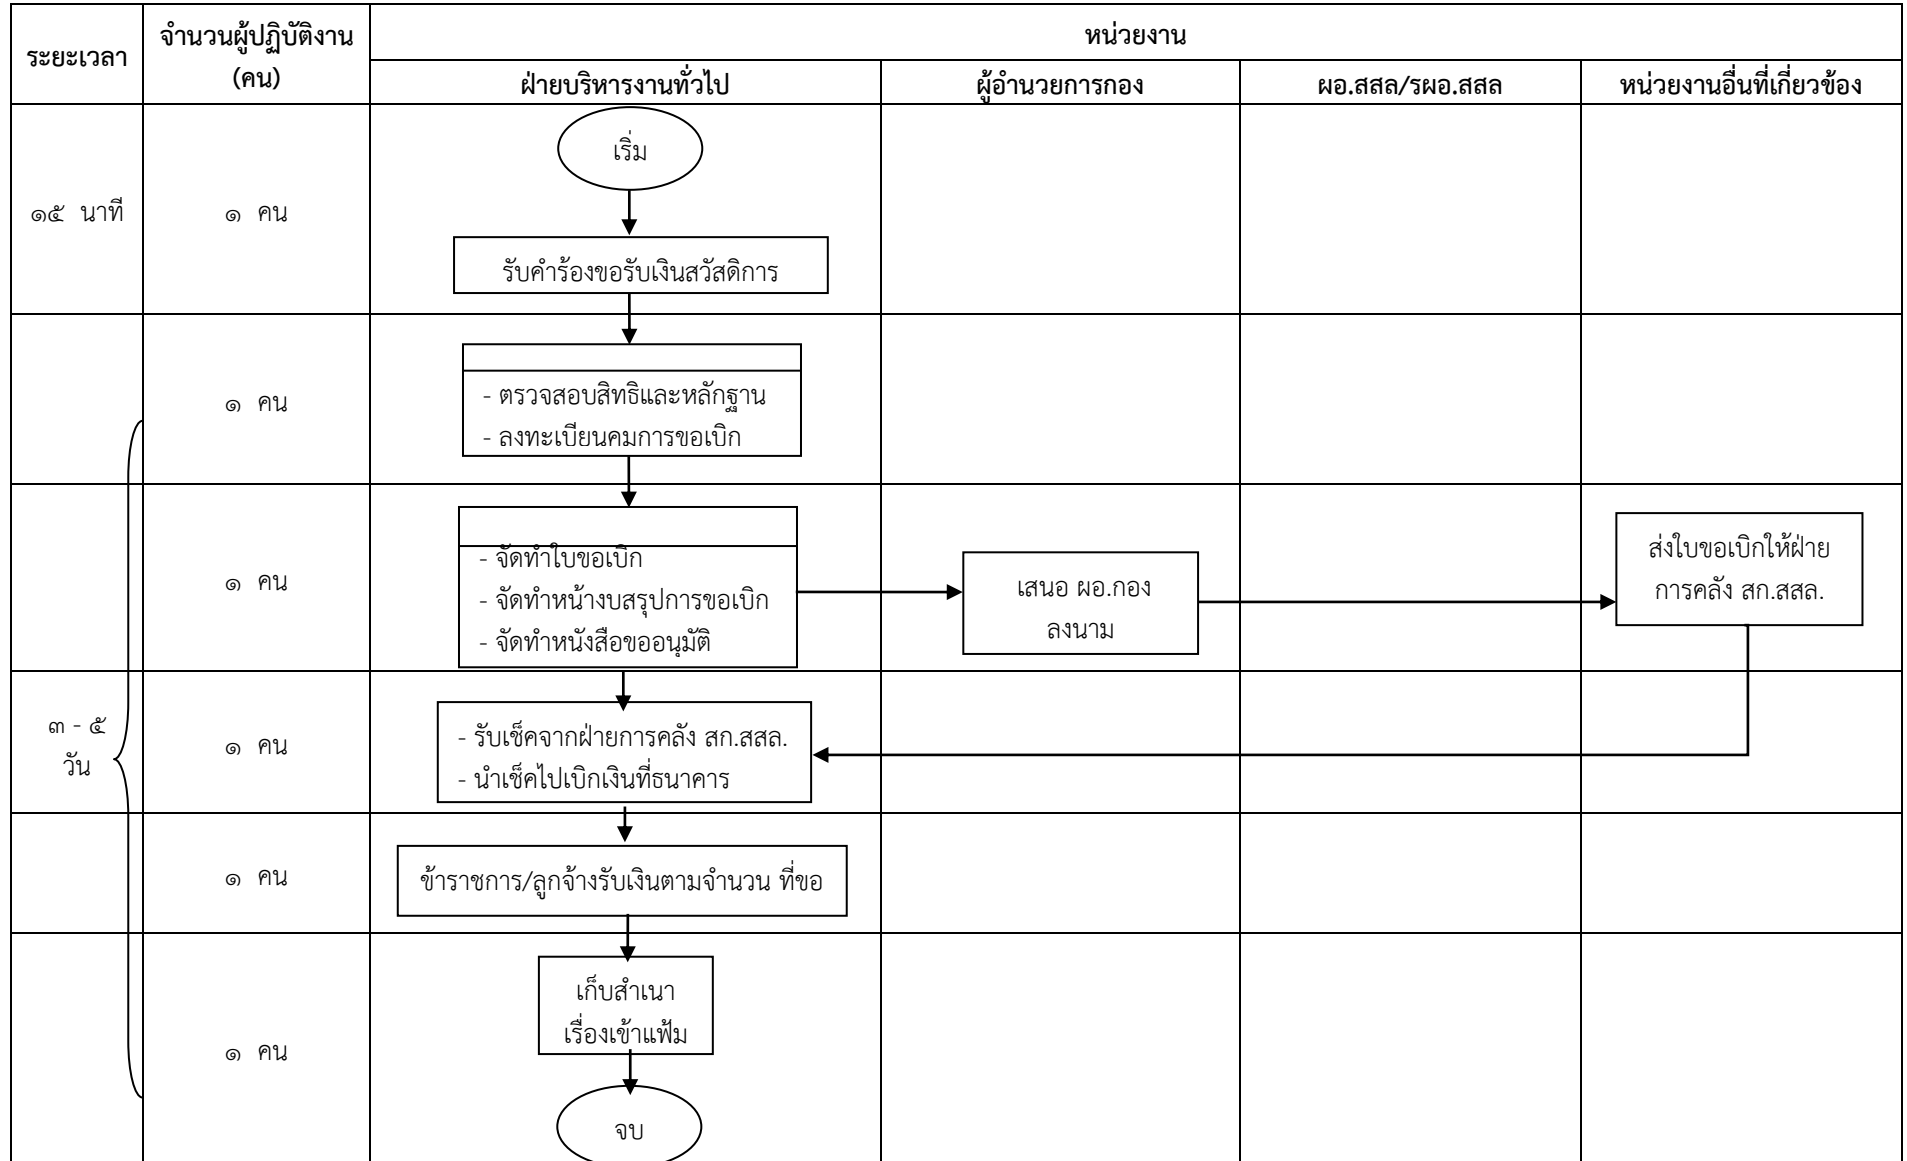 ระยะเวลา
จำนวนผู้ปฏิบัติงาน
(คน)
หน่วยงาน
ฝ่ายบริหารงานทั่วไป
ผู้อำนวยการกอง
ผอ.สสล/รผอ.สสล
หน่วยงานอื่นที่เกี่ยวข้อง
เริ่ม
๑๕ นาที
๑ คน
รับคำร้องขอรับเงินสวัสดิการ
๑ คน
- ตรวจสอบสิทธิและหลักฐาน
- ลงทะเบียนคมการขอเบิก
๑ คน
- จัดทำใบขอเบิก
- จัดทำหน้างบสรุปการขอเบิก
- จัดทำหนังสือขออนุมัติ
เสนอ ผอ.กอง
ลงนาม
ส่งใบขอเบิกให้ฝ่าย
การคลัง สก.สสล.
๓ - ๕
วัน
๑ คน
- รับเช็คจากฝ่ายการคลัง สก.สสล.
- นำเช็คไปเบิกเงินที่ธนาคาร
๑ คน
ข้าราชการ/ลูกจ้างรับเงินตามจำนวน ที่ขอ
๑ คน
เก็บสำเนา
เรื่องเข้าแฟ้ม
จบ